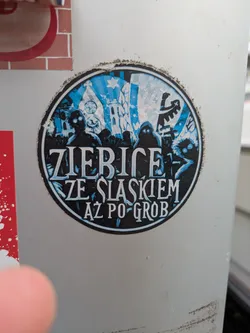 ZIĘBICE
ZE ŚLĄSKIEM
AŻ PO GRÓB